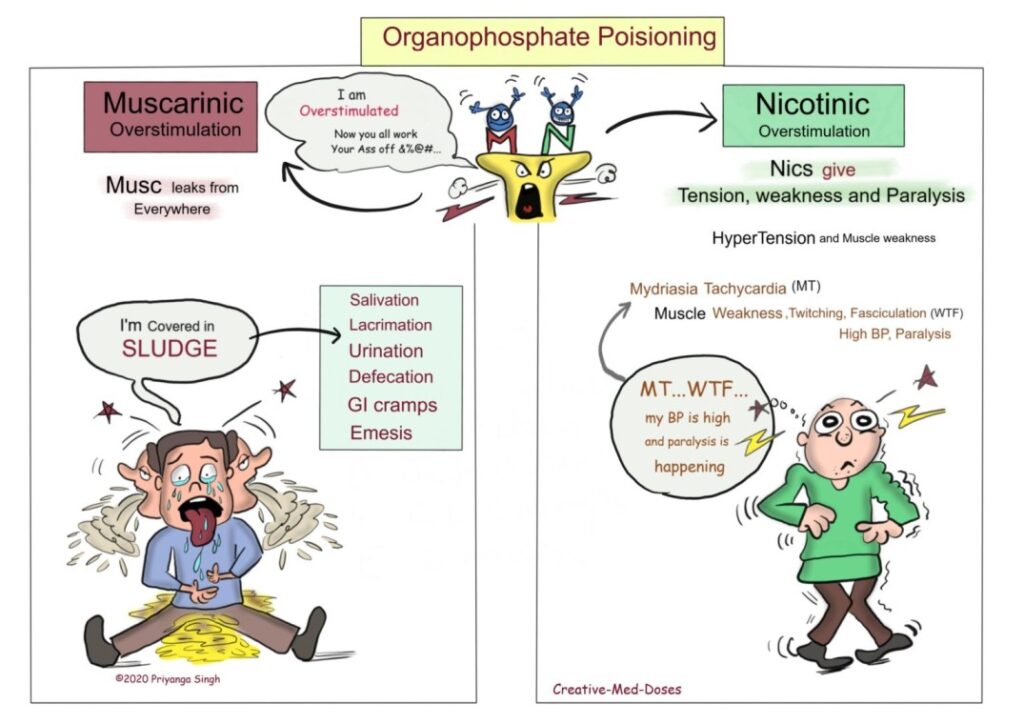 Organophosphate Poisioning
Muscarinic
Overstimulation
I am
Overstimulated
Now you all work
Your Ass off &%@#...
M N
Nicotinic
Overstimulation
Musc leaks from
Everywhere
Nics give
Tension, weakness and Paralysis
HyperTension and Muscle weakness
I'm Covered in
SLUDGE
Salivation
Lacrimation
Urination
Defecation
GI cramps
Emesis
Mydriasia Tachycardia (MT)
Muscle Weakness ,Twitching, Fasciculation (WTF)
High BP, Paralysis
MT...WTF...
my BP is high
and paralysis is
happening
©2020 Priyanga Singh
Creative-Med-Doses